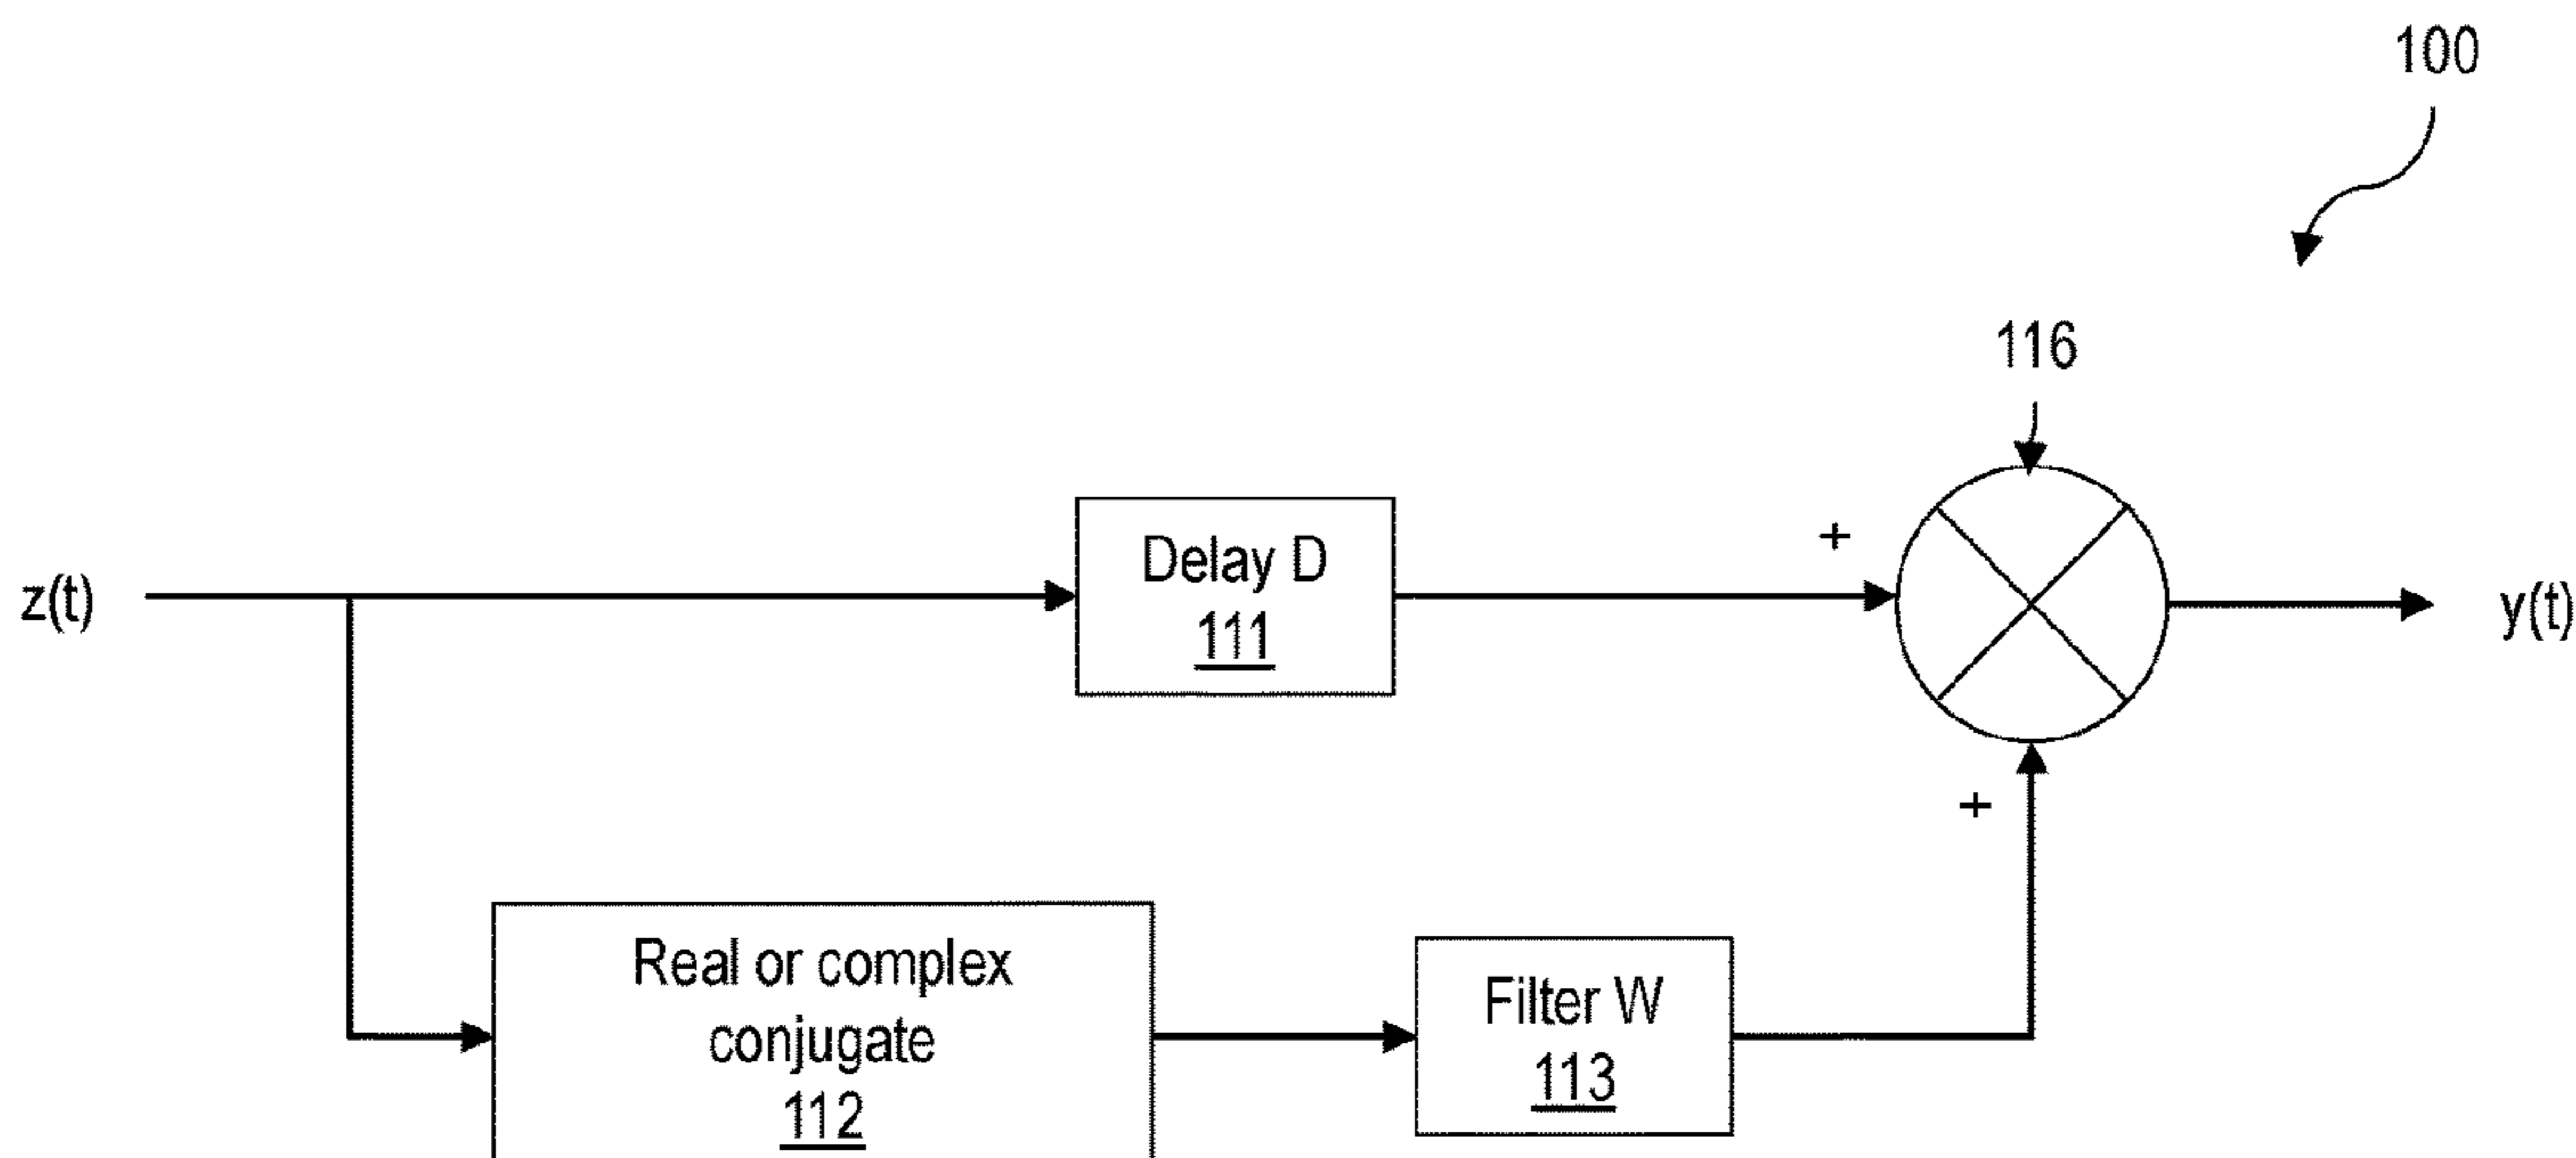 100
116
+
Delay D
111
z(t)
y(t)
+
Real or complex
conjugate
112
Filter W
113